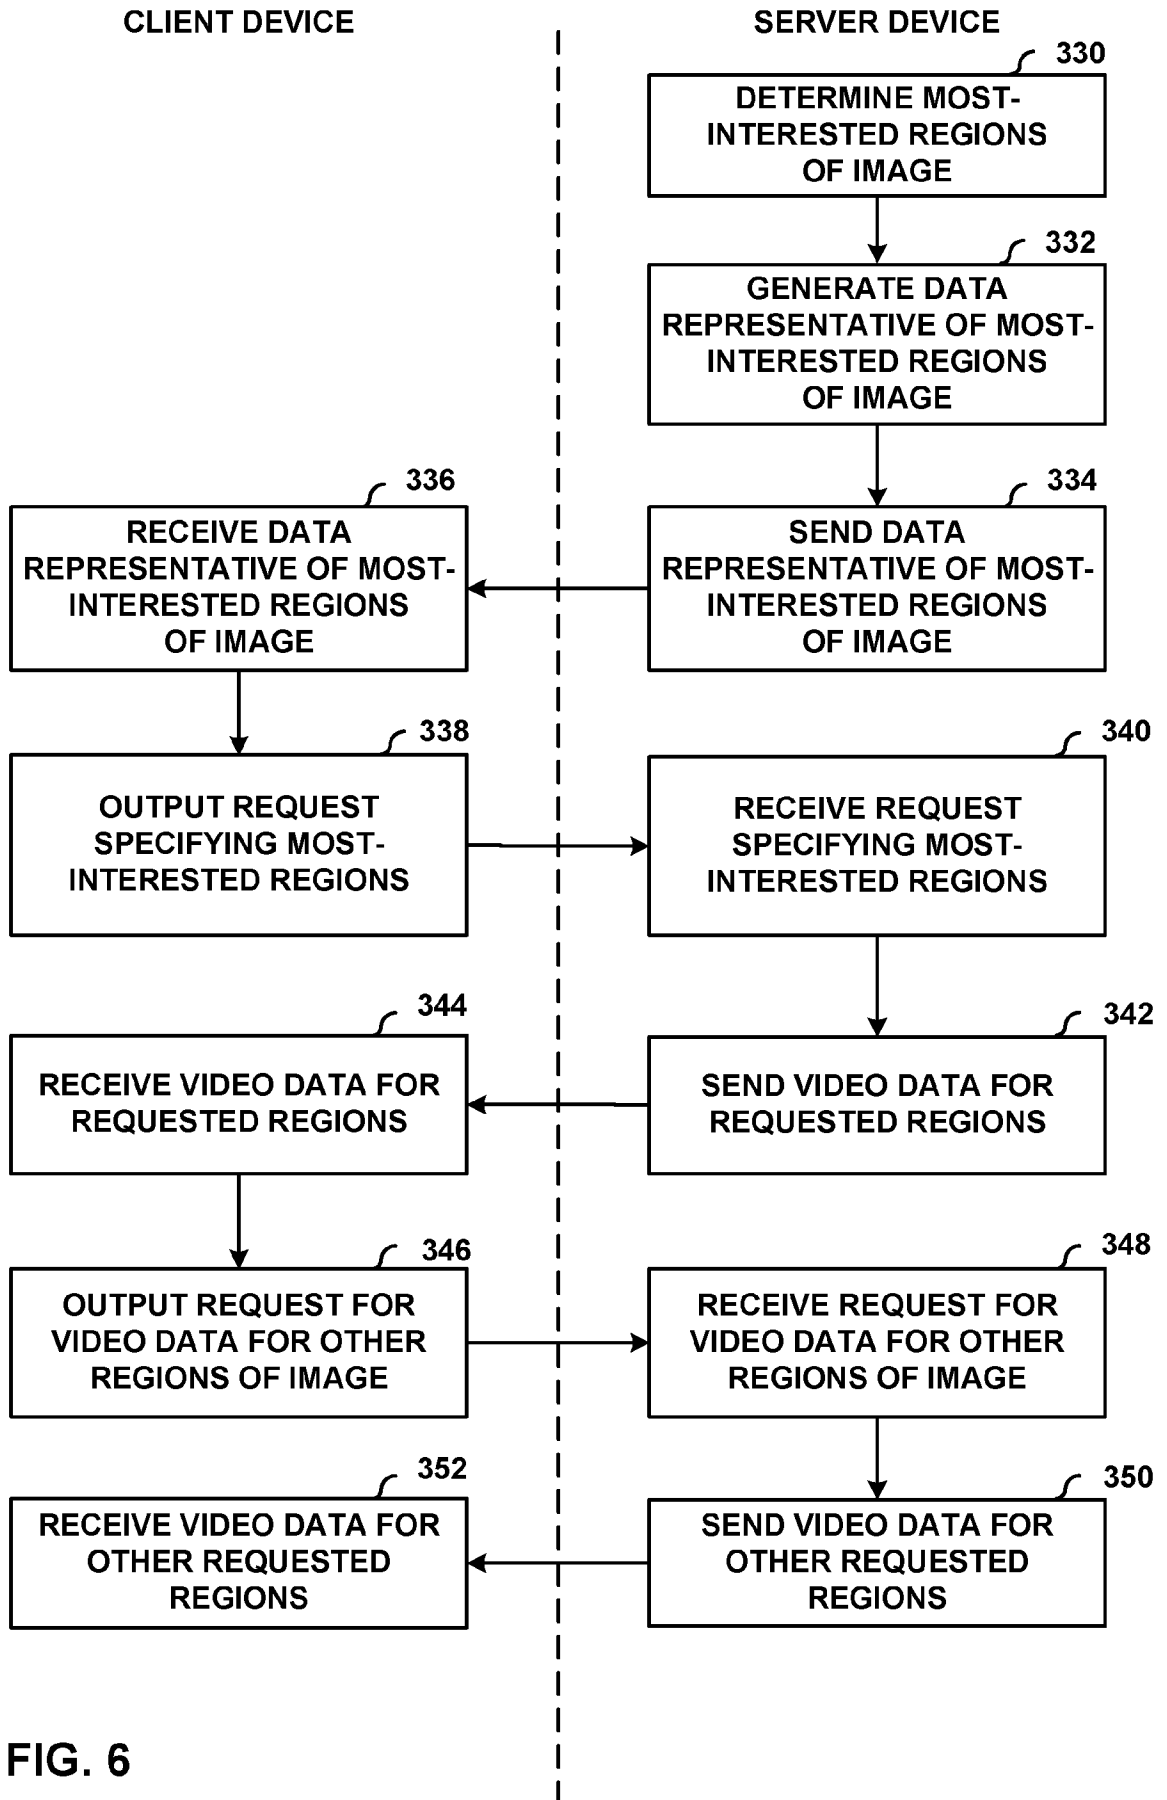 CLIENT DEVICE
SERVER DEVICE
330
DETERMINE MOST-
INTERESTED REGIONS
OF IMAGE
332
GENERATE DATA
REPRESENTATIVE OF MOST-
INTERESTED REGIONS
OF IMAGE
336
RECEIVE DATA
REPRESENTATIVE OF MOST-
INTERESTED REGIONS
OF IMAGE
334
SEND DATA
REPRESENTATIVE OF MOST-
INTERESTED REGIONS
OF IMAGE
338
OUTPUT REQUEST
SPECIFYING MOST-
INTERESTED REGIONS
340
RECEIVE REQUEST
SPECIFYING MOST-
INTERESTED REGIONS
344
RECEIVE VIDEO DATA FOR
REQUESTED REGIONS
342
SEND VIDEO DATA FOR
REQUESTED REGIONS
346
OUTPUT REQUEST FOR
VIDEO DATA FOR OTHER
REGIONS OF IMAGE
348
RECEIVE REQUEST FOR
VIDEO DATA FOR OTHER
REGIONS OF IMAGE
352
RECEIVE VIDEO DATA FOR
OTHER REQUESTED
REGIONS
350
SEND VIDEO DATA FOR
OTHER REQUESTED
REGIONS
FIG. 6